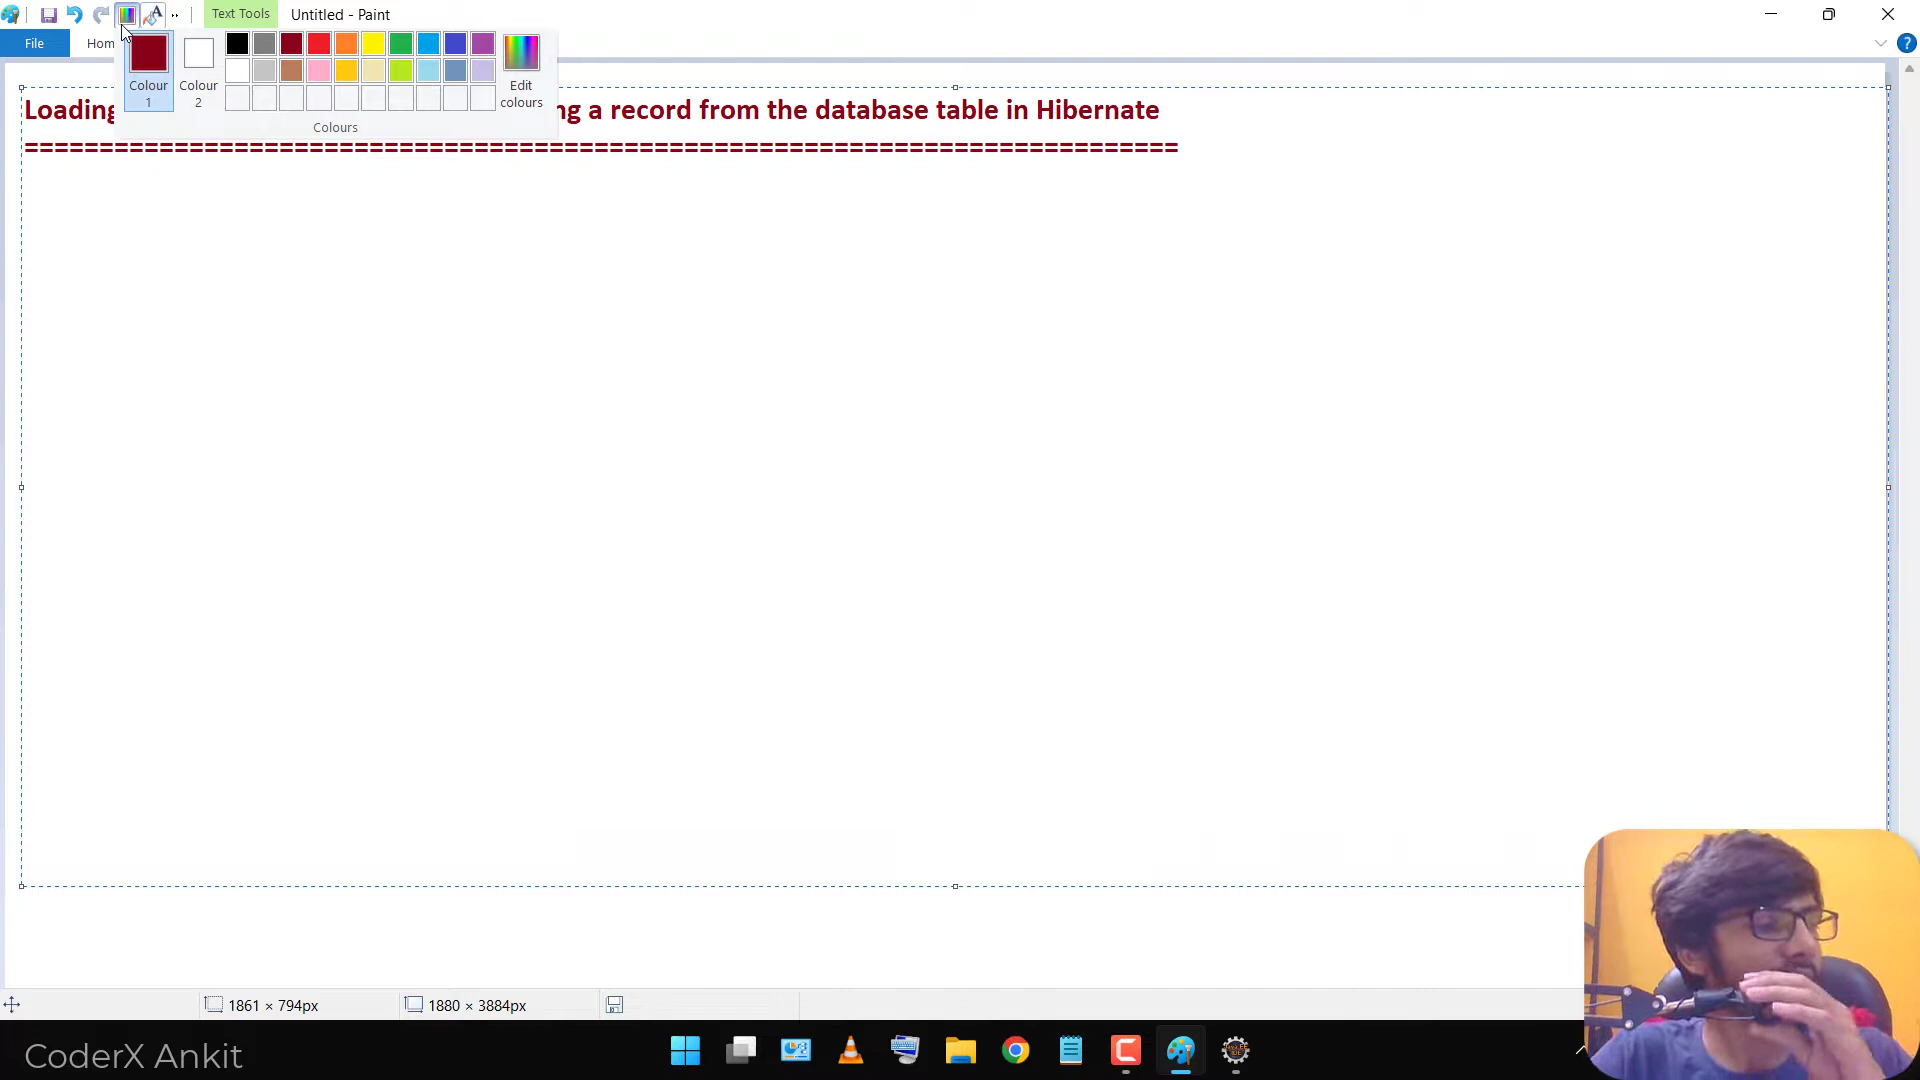 Text Tools
Untitled - Paint
File
Hom
Colour 1
Colour 2
Edit colours
Colours
Loading
ng a record from the database table in Hibernate
=============================================================================
1861 × 794px
1880 × 3884px
CoderX Ankit